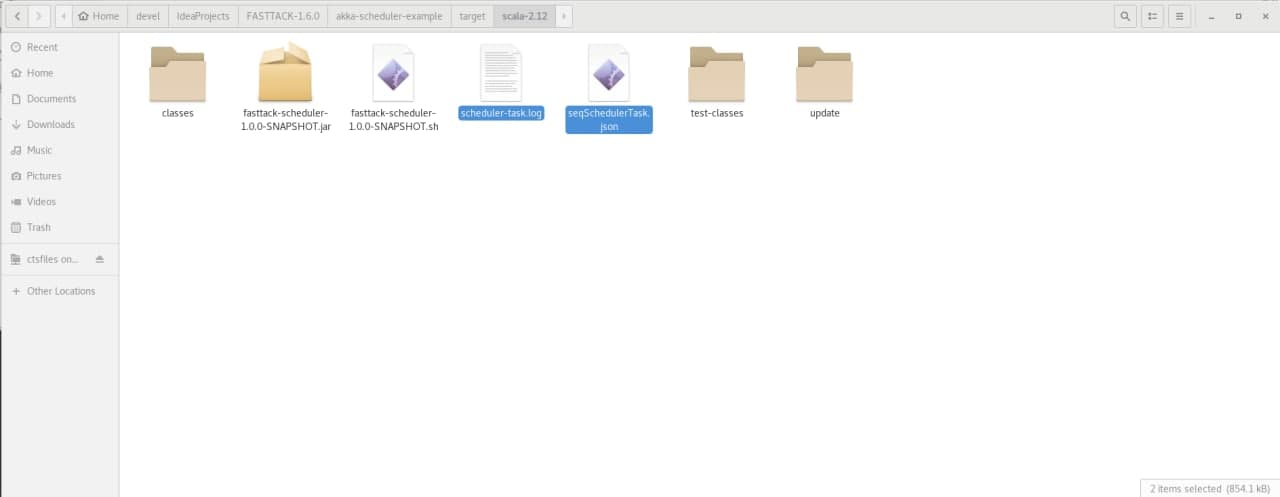 Home devel IdeaProjects FASTTACK-1.6.0 akka-scheduler-example target scala-2.12
Recent
Home
Documents
Downloads
Music
Pictures
Videos
Trash
ctsfiles on...
Other Locations
classes
fasttack-scheduler-
1.0.0-SNAPSHOT.jar
fasttack-scheduler-
1.0.0-SNAPSHOT.sh
scheduler-task.log
seqSchedulerTask.
json
test-classes
update
2 items selected (854.1 kB)